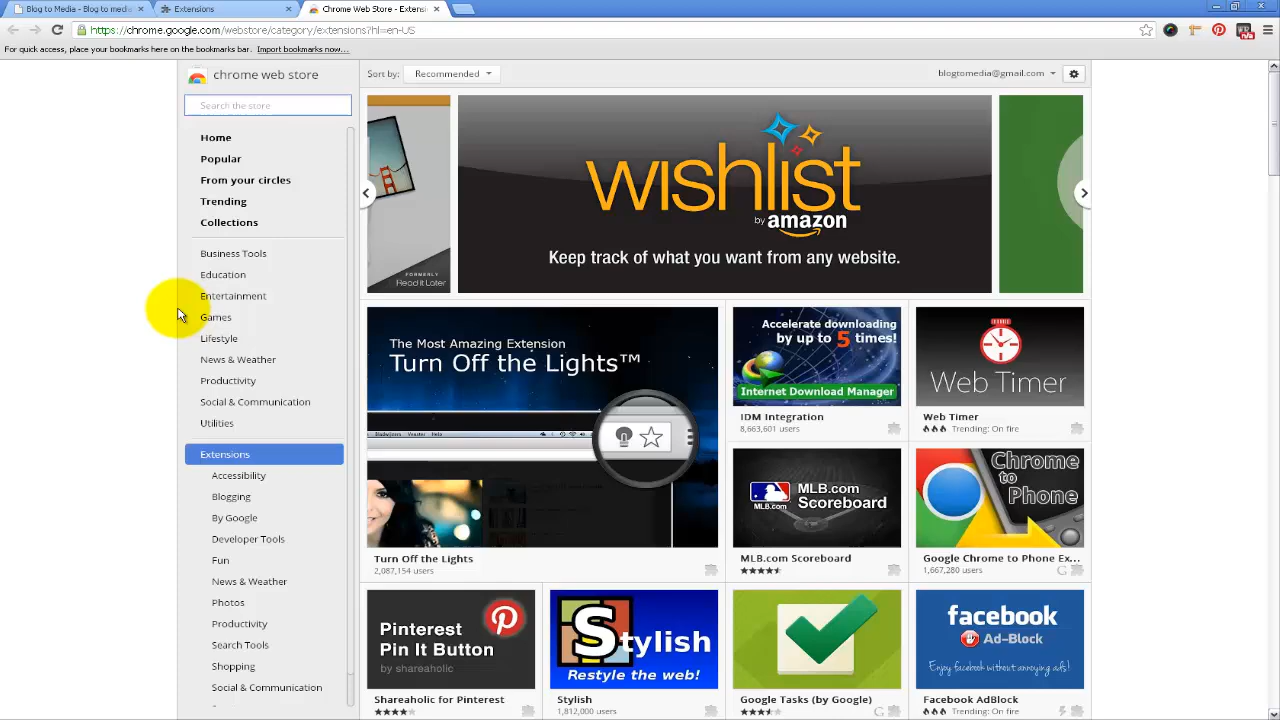 Blog to Media - Blog to med
Extensions
Chrome Web Store - Extensi
https://chrome.google.com/webstore/category/extensions?hl=en-US
For quick access, place your bookmarks here on the bookmarks bar. Import bookmarks now...
chrome web store
Search the store
Home
Popular
From your circles
Trending
Collections
Business Tools
Education
Entertainment
Games
Lifestyle
News & Weather
Productivity
Social & Communication
Utilities
Extensions
Accessibility
Blogging
By Google
Developer Tools
Fun
News & Weather
Photos
Productivity
Search Tools
Shopping
Social & Communication
Sort by: Recommended
blogtomedia@gmail.com
FORMERLY
Read it Later
wishlist
by amazon
Keep track of what you want from any website.
The Most Amazing Extension
Turn Off the Lights™
Turn Off the Lights
2,087,154 users
Accelerate downloading
by up to 5 times!
Internet Download Manager
IDM Integration
8,663,601 users
Web Timer
Web Timer
Trending: On fire
MLB.com
Scoreboard
MLB.com Scoreboard
Chrome
to
Phone
Google Chrome to Phone Ex...
1,667,280 users
Pinterest
Pin It Button
by shareaholic
Shareaholic for Pinterest
Stylish
Restyle the web!
Stylish
1,812,000 users
Google Tasks (by Google)
facebook
Ad-Block
Enjoy facebook without annoying ads!
Facebook AdBlock
Trending: On fire